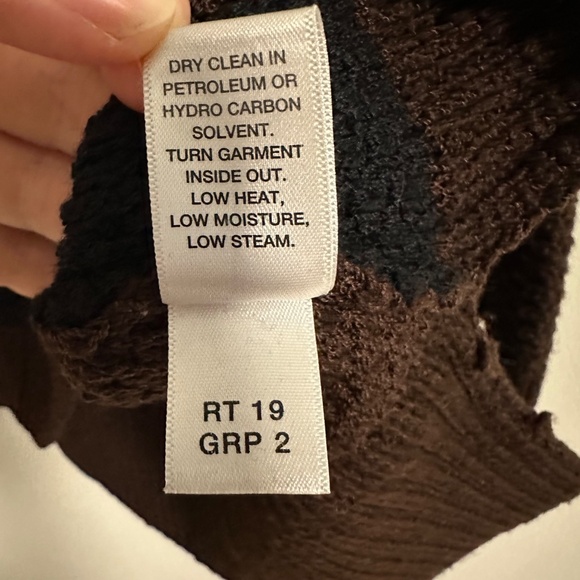 DRY CLEAN IN
PETROLEUM OR
HYDRO CARBON
SOLVENT.
TURN GARMENT
INSIDE OUT.
LOW HEAT,
LOW MOISTURE,
LOW STEAM.
RT 19
GRP 2